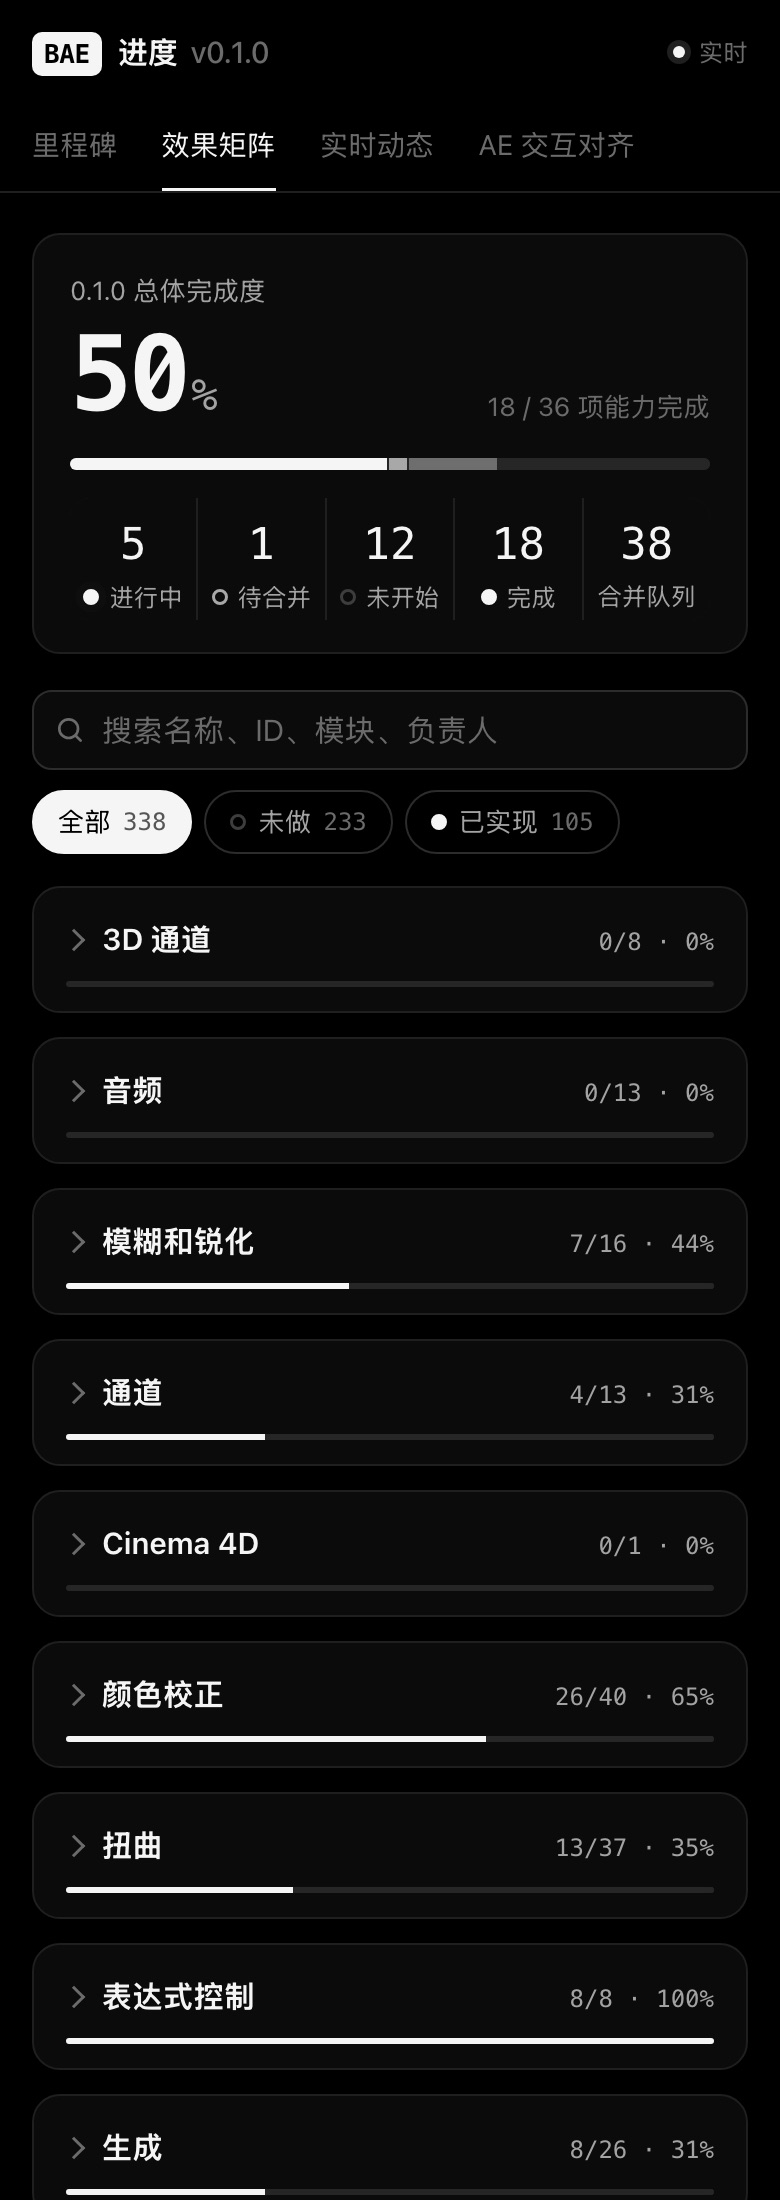 BAE 进度 v0.1.0 实时
里程碑 效果矩阵 实时动态 AE 交互对齐
0.1.0 总体完成度
50%
18 / 36 项能力完成
5 1 12 18 38
进行中 待合并 未开始 完成 合并队列
搜索名称、ID、模块、负责人
全部 338 未做 233 已实现 105
3D 通道 0/8 · 0%
音频 0/13 · 0%
模糊和锐化 7/16 · 44%
通道 4/13 · 31%
Cinema 4D 0/1 · 0%
颜色校正 26/40 · 65%
扭曲 13/37 · 35%
表达式控制 8/8 · 100%
生成 8/26 · 31%